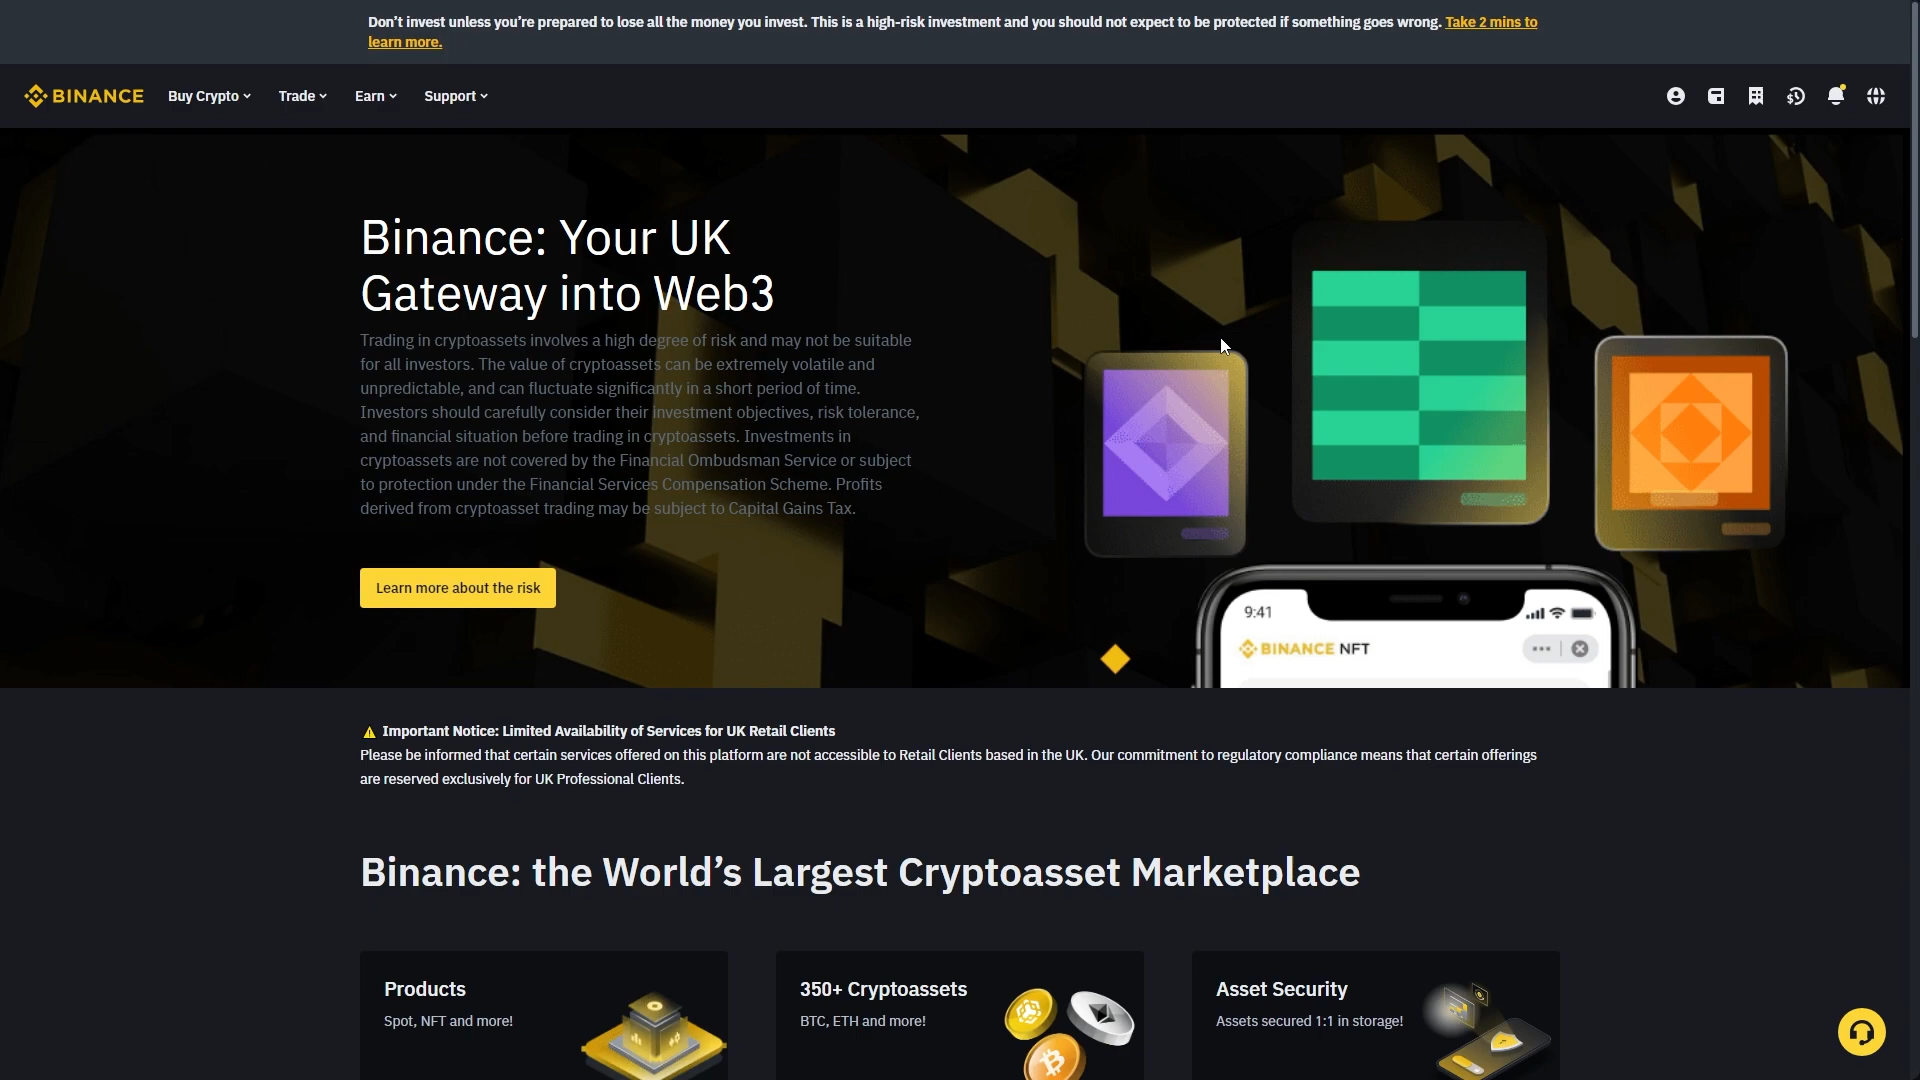 Don’t invest unless you’re prepared to lose all the money you invest. This is a high-risk investment and you should not expect to be protected if something goes wrong. Take 2 mins to
learn more.
BINANCE Buy Crypto Trade Earn Support
Binance: Your UK
Gateway into Web3
Trading in cryptoassets involves a high degree of risk and may not be suitable
for all investors. The value of cryptoassets can be extremely volatile and
unpredictable, and can fluctuate significantly in a short period of time.
Investors should carefully consider their investment objectives, risk tolerance,
and financial situation before trading in cryptoassets. Investments in
cryptoassets are not covered by the Financial Ombudsman Service or subject
to protection under the Financial Services Compensation Scheme. Profits
derived from cryptoasset trading may be subject to Capital Gains Tax.
Learn more about the risk
9:41
BINANCE NFT
Important Notice: Limited Availability of Services for UK Retail Clients
Please be informed that certain services offered on this platform are not accessible to Retail Clients based in the UK. Our commitment to regulatory compliance means that certain offerings
are reserved exclusively for UK Professional Clients.
Binance: the World’s Largest Cryptoasset Marketplace
Products
Spot, NFT and more!
350+ Cryptoassets
BTC, ETH and more!
Asset Security
Assets secured 1:1 in storage!